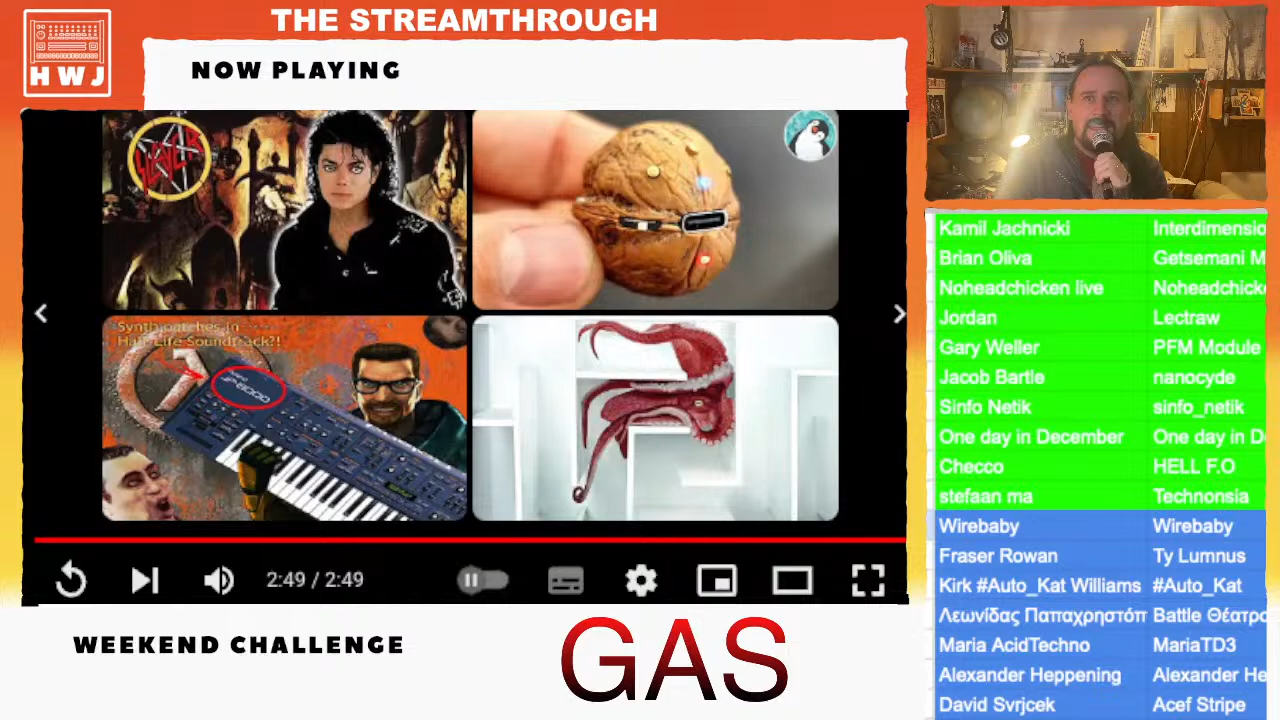 THE STREAMTHROUGH
HWJ
NOW PLAYING
SLAYER
Synth patches in
Half-Life Soundtrack?!
2:49 / 2:49
WEEKEND CHALLENGE
GAS
Kamil Jachnicki Interdimensio
Brian Oliva Getsemani M
Noheadchicken live Noheadchick
Jordan Lectraw
Gary Weller PFM Module
Jacob Bartle nanocyde
Sinfo Netik sinfo_netik
One day in December One day in D
Checco HELL F.O
stefaan ma Technonsia
Wirebaby Wirebaby
Fraser Rowan Ty Lumnus
Kirk #Auto_Kat Williams #Auto_Kat
Λεωνίδας Παπαχρηστόπ Battle Θέατρο
Maria AcidTechno MariaTD3
Alexander Heppening Alexander He
David Svrjcek Acef Stripe